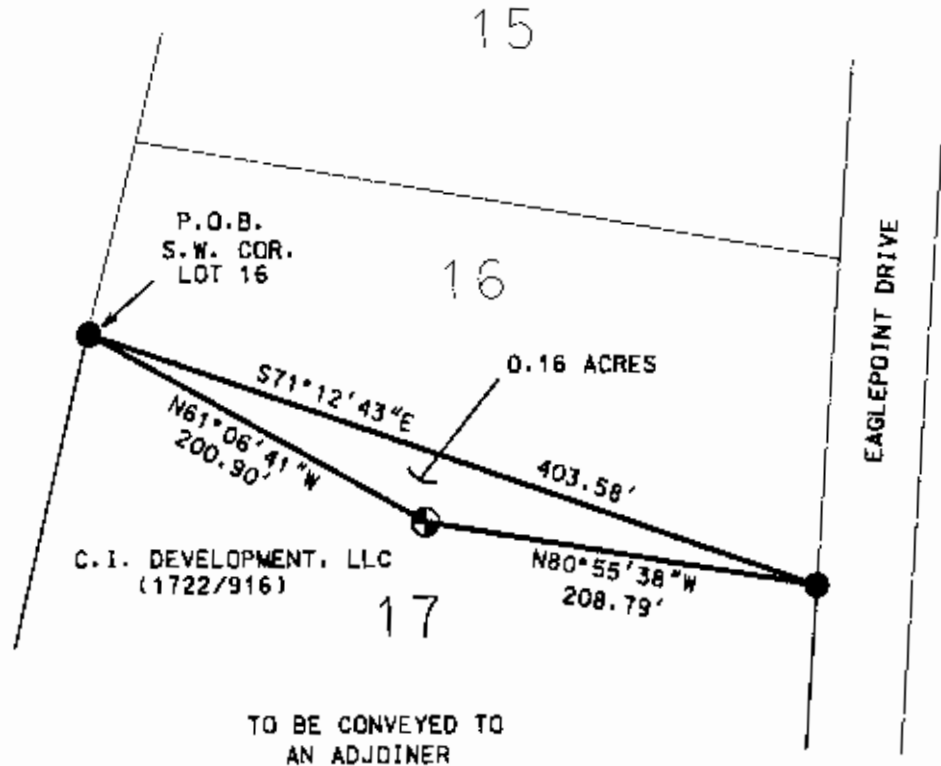 15
P.O.B.
S.W. COR.
LOT 16
16
0.16 ACRES
EAGLEPOINT DRIVE
S71°12'43"E
403.58'
N61°06'41"W
200.90'
N80°55'38"W
208.79'
C.I. DEVELOPMENT, LLC
(1722/916)
17
TO BE CONVEYED TO
AN ADJOINER